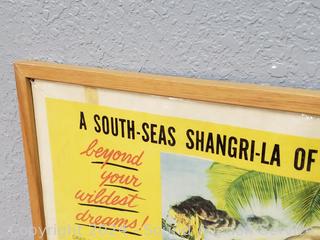 A SOUTH-SEAS SHANGRI-LA OF
beyond
your
wildest
dreams!